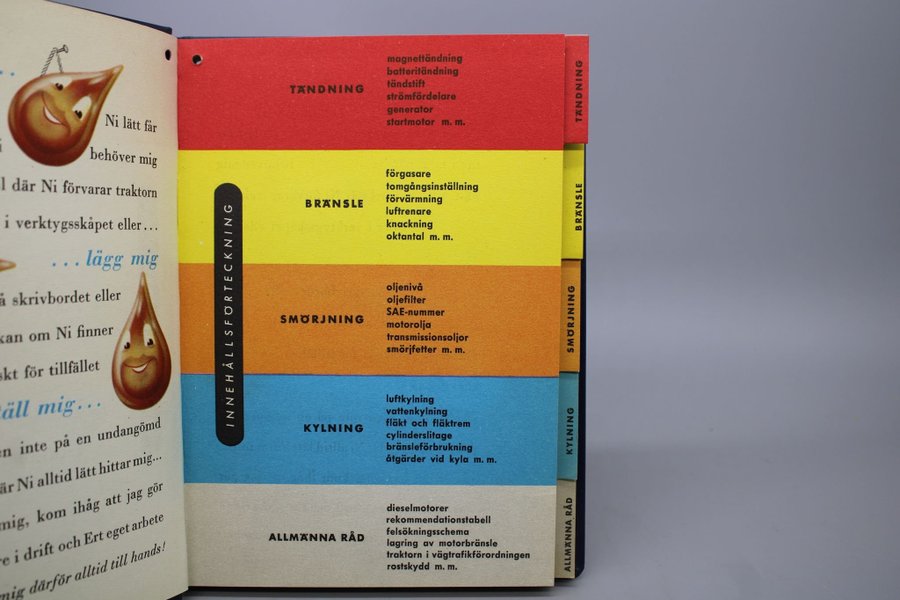 Ni lätt får
behöver mig
där Ni förvarar traktorn
i verktygsskåpet eller...
...lägg mig
skrivbordet eller
om Ni finner
för tillfället
mig...
inte på en undangömd
Ni alltid lätt hittar mig...
mig, kom ihåg att jag gör
i drift och Ert eget arbete
mig därför alltid till hands!
INNEHÅLLSFÖRTECKNING
TÄNDNING
magnettändning
batteritändning
tändstift
strömfördelare
generator
startmotor m. m.
BRÄNSLE
förgasare
tomgångsinställning
förvärmning
luftrenare
knackning
oktantal m. m.
SMÖRJNING
oljenivå
oljefilter
SAE-nummer
motorolja
transmissionsoljor
smörjfetter m. m.
KYLNING
luftkylning
vattenkylning
fläkt och fläktrem
cylinderslitage
bränsleförbrukning
åtgärder vid kyla m. m.
ALLMÄNNA RÅD
dieselmotorer
rekommendationstabell
felsökningsschema
lagring av motorbränsle
traktorn i vägtrafikförordningen
rostskydd m. m.
TÄNDNING
BRÄNSLE
SMÖRJNING
KYLNING
ALLMÄNNA RÅD